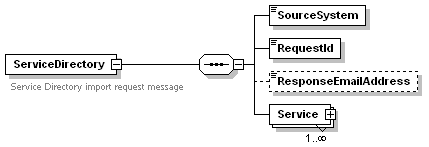 SourceSystem
RequestId
ServiceDirectory
Service Directory import request message
ResponseEmailAddress
Service
1..∞